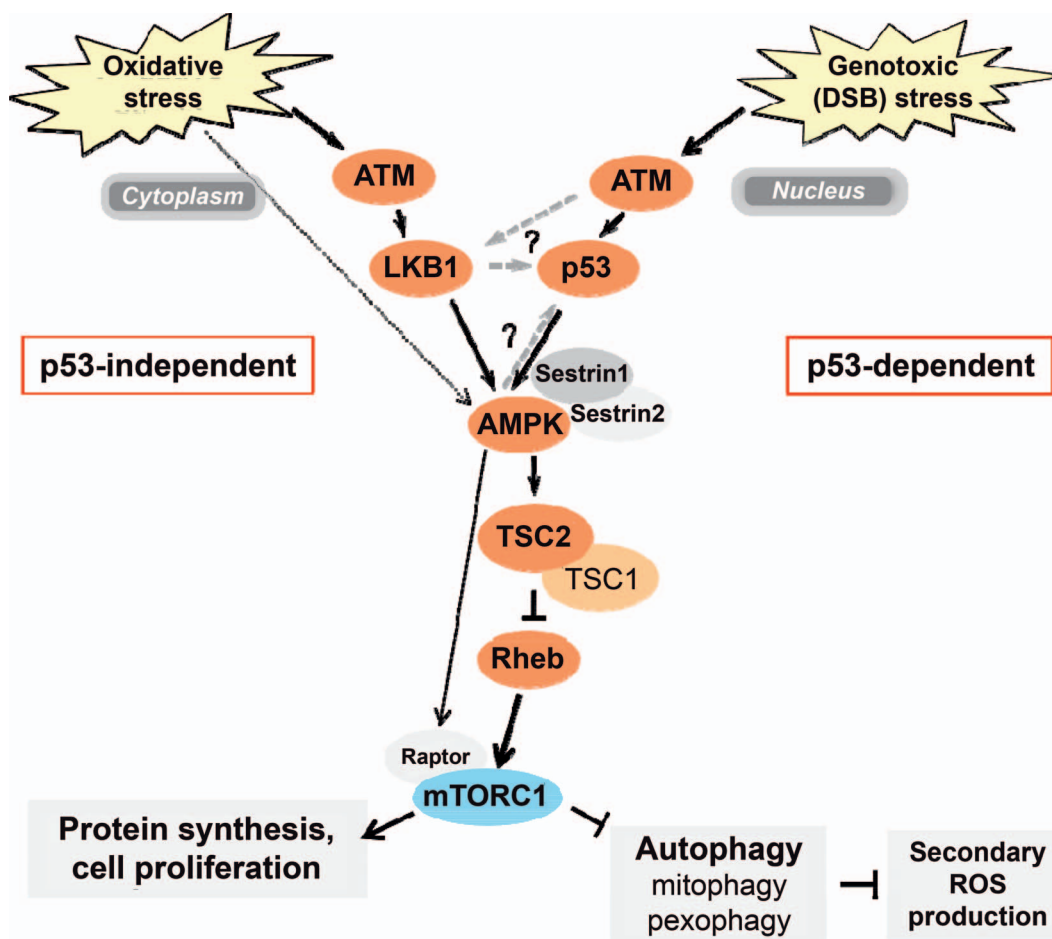 Oxidative
stress
Genotoxic
(DSB) stress
Cytoplasm
ATM
ATM
Nucleus
?
LKB1
p53
p53-independent
?
p53-dependent
Sestrin1
Sestrin2
AMPK
TSC2
TSC1
Rheb
Raptor
mTORC1
Protein synthesis,
cell proliferation
Autophagy
mitophagy
pexophagy
Secondary
ROS
production